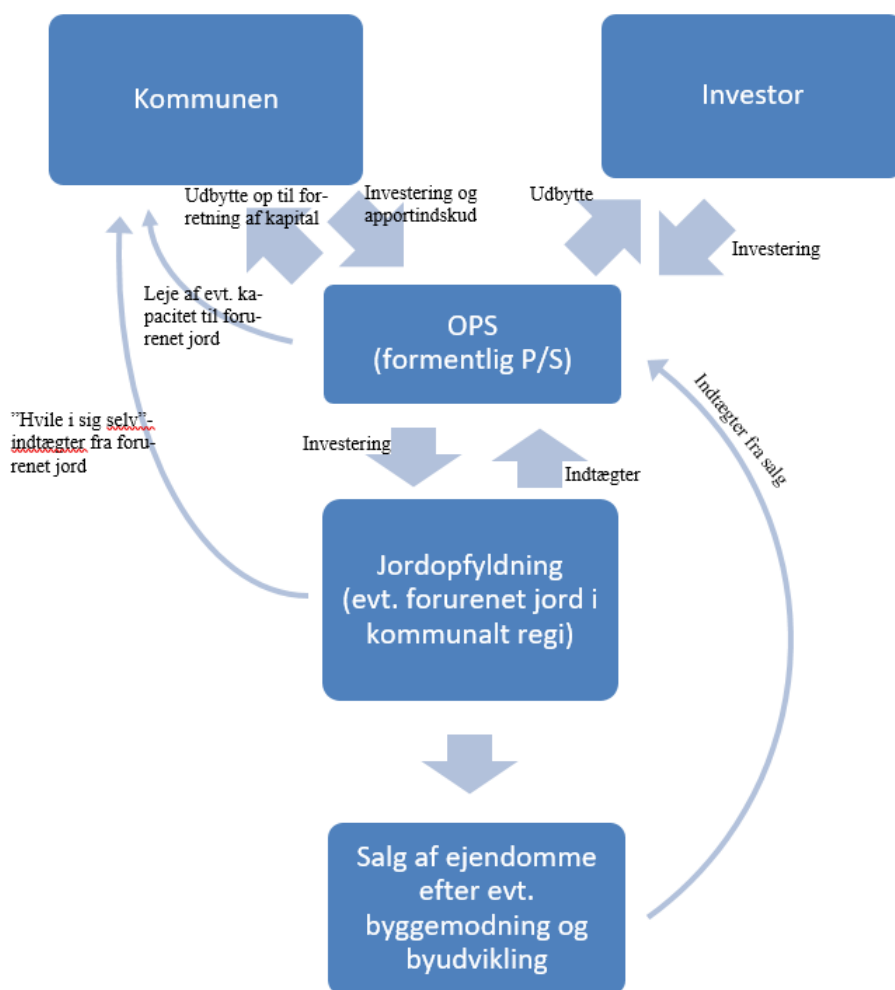 Kommunen
Investor
Udbytte op til for-
retning af kapital
Investering og
apportindskud
Udbytte
Investering
Leje af evt. ka-
pacitet til foru-
renet jord
OPS
(formentlig P/S)
”Hvile i sig selv”-
indtægter fra foru-
renet jord
Investering
Indtægter
Indtægter fra salg
Jordopfyldning
(evt. forurenet jord i
kommunalt regi)
Salg af ejendomme
efter evt.
byggemodning og
byudvikling